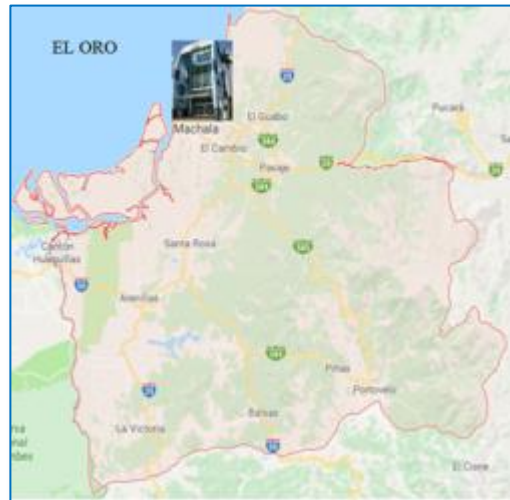 EL ORO
El Guabo
Pucará
Machala
El Cambio
Pasaje
Santa Rosa
Cantón
Huaquillas
Arenillas
Piñas
Portovelo
Balsas
La Victoria
El Cisne